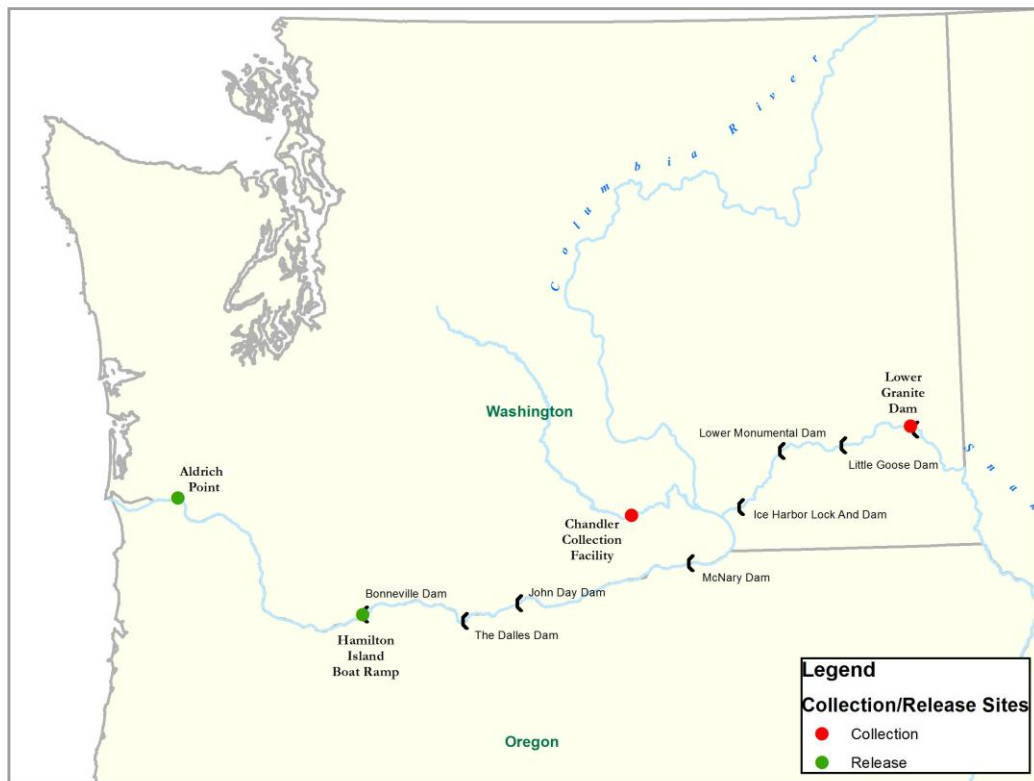 Columbia River
Washington
Lower
Granite
Dam
Lower Monumental Dam
Little Goose Dam
Sna
Aldrich
Point
Chandler
Collection
Facility
Ice Harbor Lock And Dam
McNary Dam
Bonneville Dam
John Day Dam
The Dalles Dam
Hamilton
Island
Boat Ramp
Oregon
Legend
Collection/Release Sites
Collection
Release